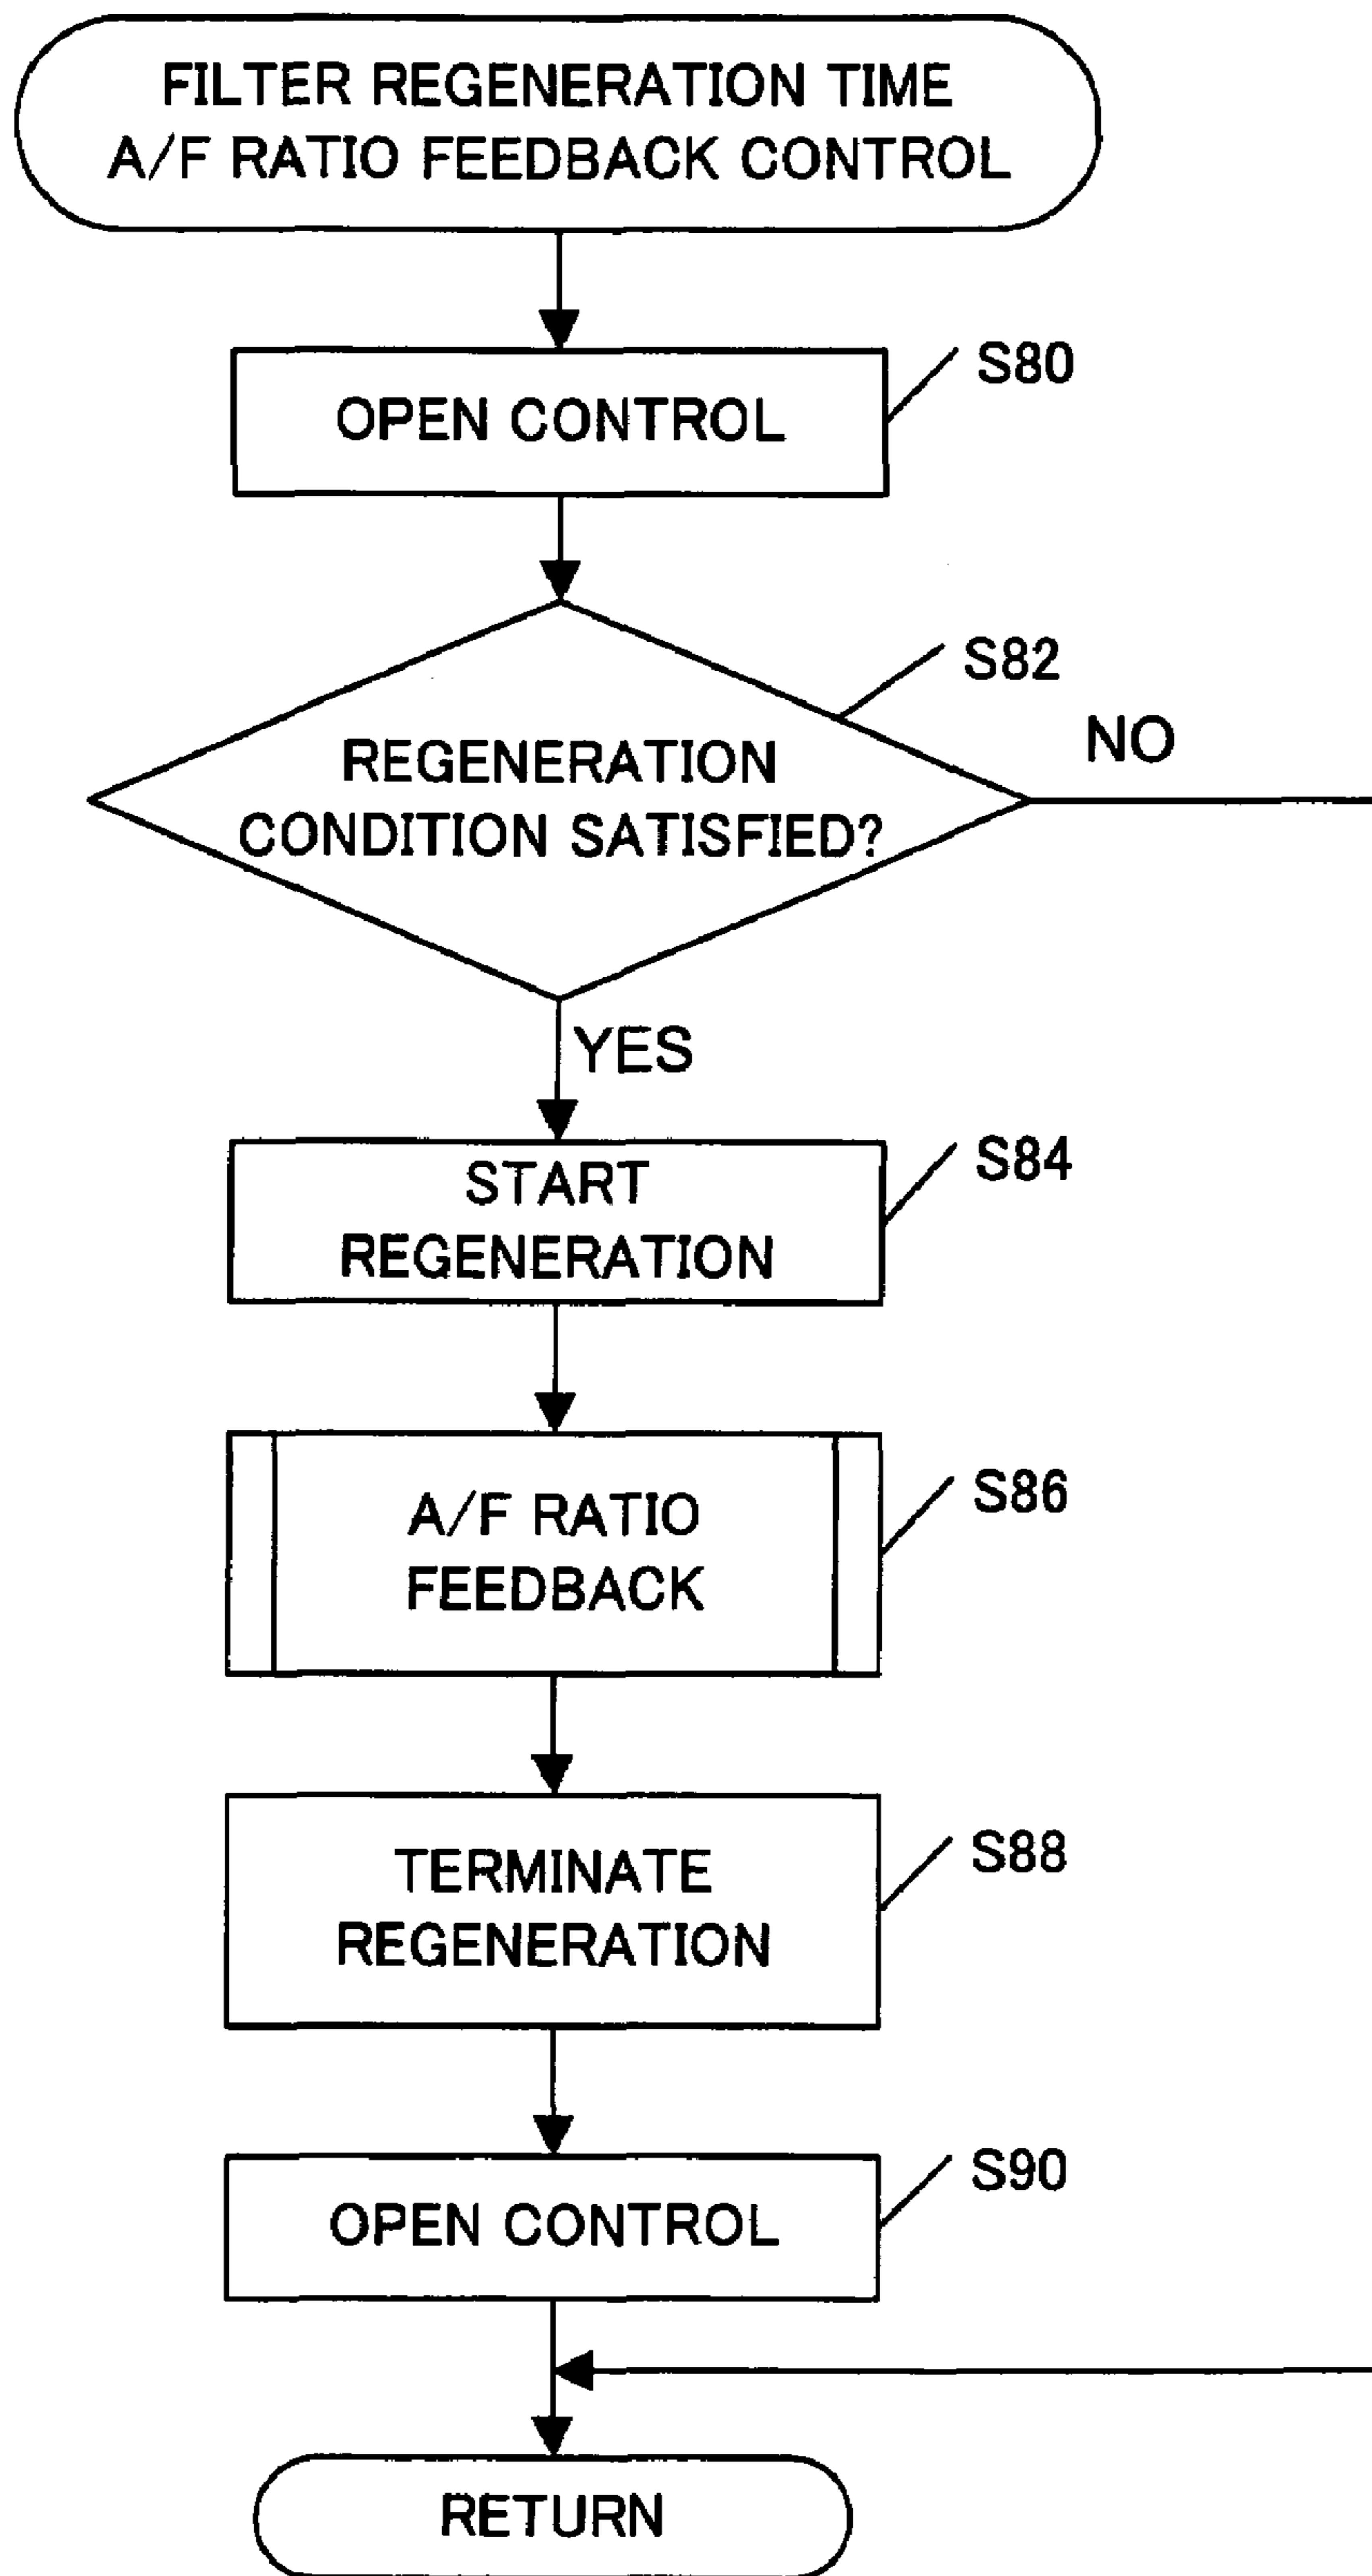 FILTER REGENERATION TIME
A/F RATIO FEEDBACK CONTROL
OPEN CONTROL
S80
REGENERATION
CONDITION SATISFIED?
S82
NO
YES
START
REGENERATION
S84
A/F RATIO
FEEDBACK
S86
TERMINATE
REGENERATION
S88
OPEN CONTROL
S90
RETURN